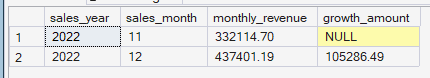 sales_year sales_month monthly_revenue growth_amount
1 2022 11 332114.70 NULL
2 2022 12 437401.19 105286.49